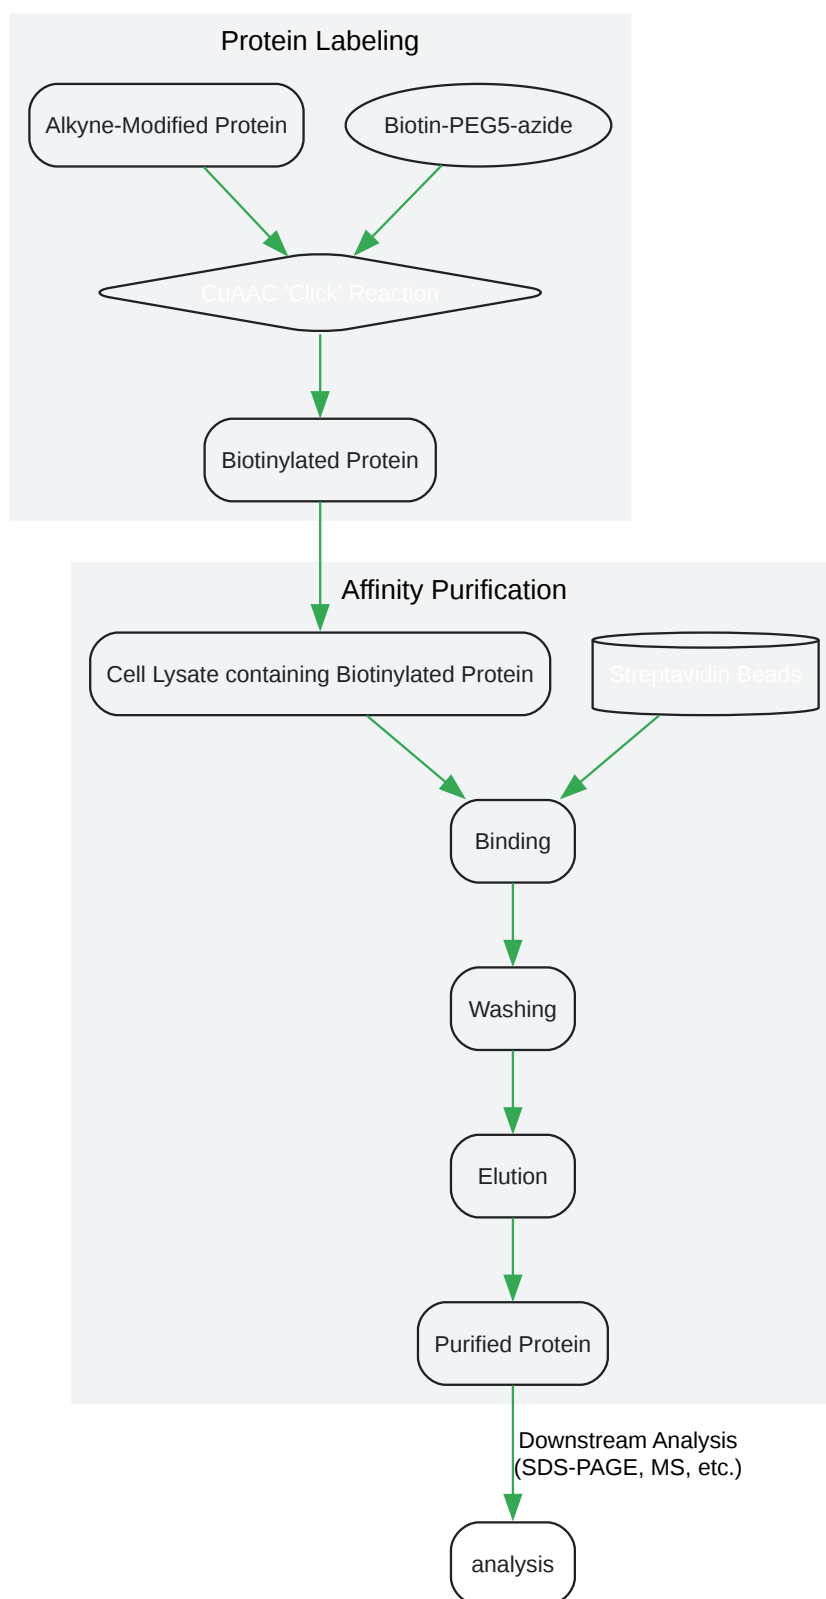 Protein Labeling
Alkyne-Modified Protein
Biotin-PEG5-azide
CuAAC 'Click' Reaction
Biotinylated Protein
Affinity Purification
Cell Lysate containing Biotinylated Protein
Streptavidin Beads
Binding
Washing
Elution
Purified Protein
Downstream Analysis
(SDS-PAGE, MS, etc.)
analysis